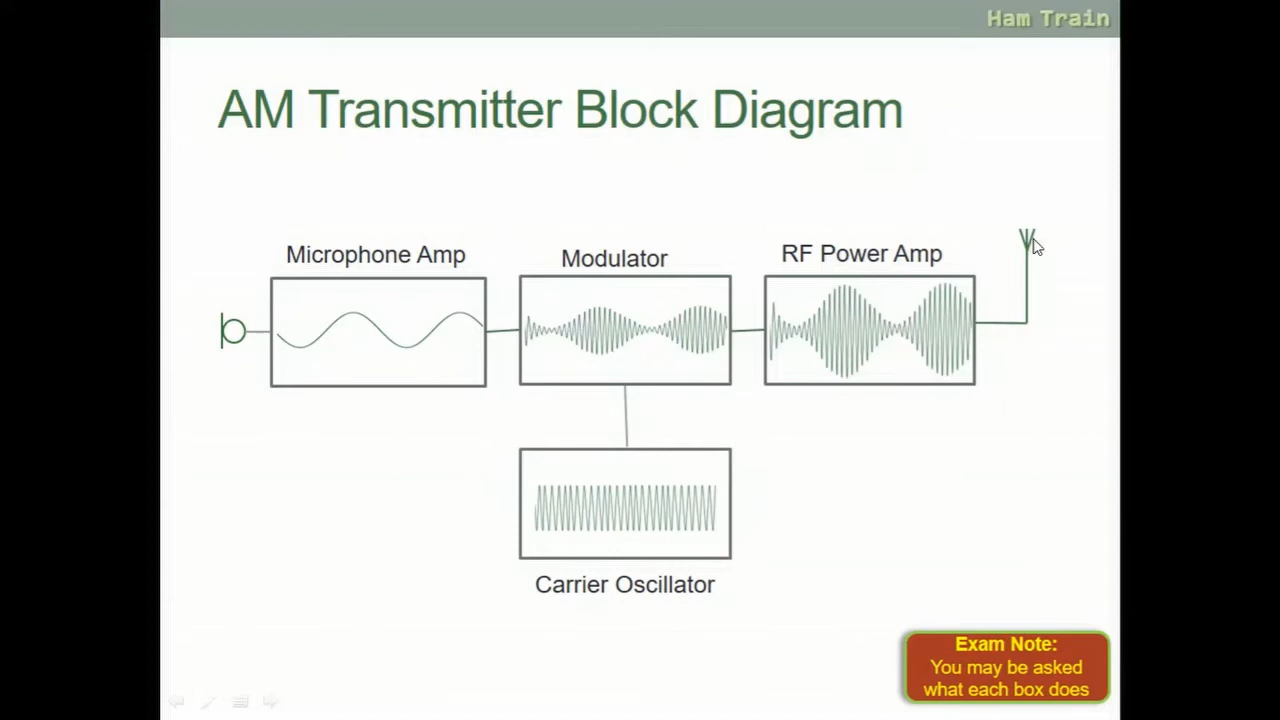 Ham Train
AM Transmitter Block Diagram
Microphone Amp
Modulator
RF Power Amp
Carrier Oscillator
Exam Note:
You may be asked
what each box does